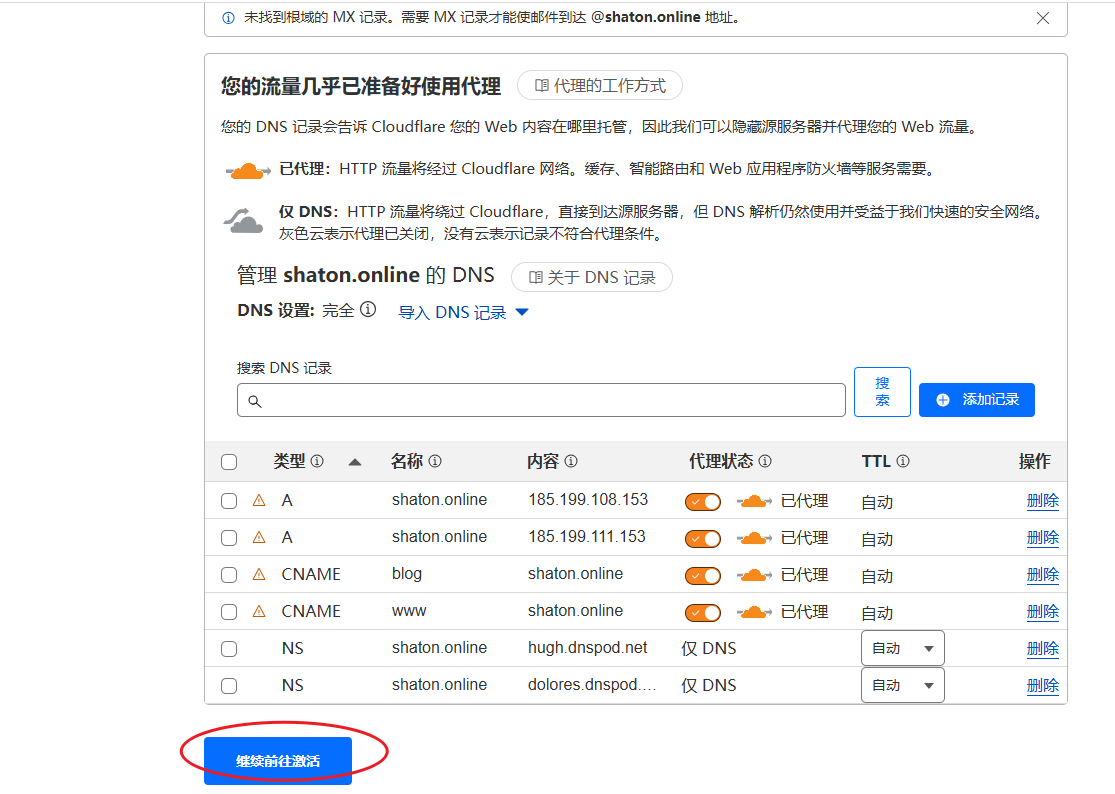 未找到根域的 MX 记录。需要 MX 记录才能使邮件到达 @shaton.online 地址。
您的流量几乎已准备好使用代理 代理的工作方式
您的 DNS 记录会告诉 Cloudflare 您的 Web 内容在哪里托管，因此我们可以隐藏源服务器并代理您的 Web 流量。
已代理：HTTP 流量将经过 Cloudflare 网络。缓存、智能路由和 Web 应用程序防火墙等服务需要。
仅 DNS：HTTP 流量将绕过 Cloudflare，直接到达源服务器，但 DNS 解析仍然使用并受益于我们快速的安全网络。
灰色云表示代理已关闭，没有云表示记录不符合代理条件。
管理 shaton.online 的 DNS 关于 DNS 记录
DNS 设置: 完全 导入 DNS 记录
搜索 DNS 记录
搜
索
添加记录
类型 名称 内容 代理状态 TTL 操作
A shaton.online 185.199.108.153 已代理 自动 删除
A shaton.online 185.199.111.153 已代理 自动 删除
CNAME blog shaton.online 已代理 自动 删除
CNAME www shaton.online 已代理 自动 删除
NS shaton.online hugh.dnspod.net 仅 DNS 自动 删除
NS shaton.online dolores.dnspod.… 仅 DNS 自动 删除
继续前往激活